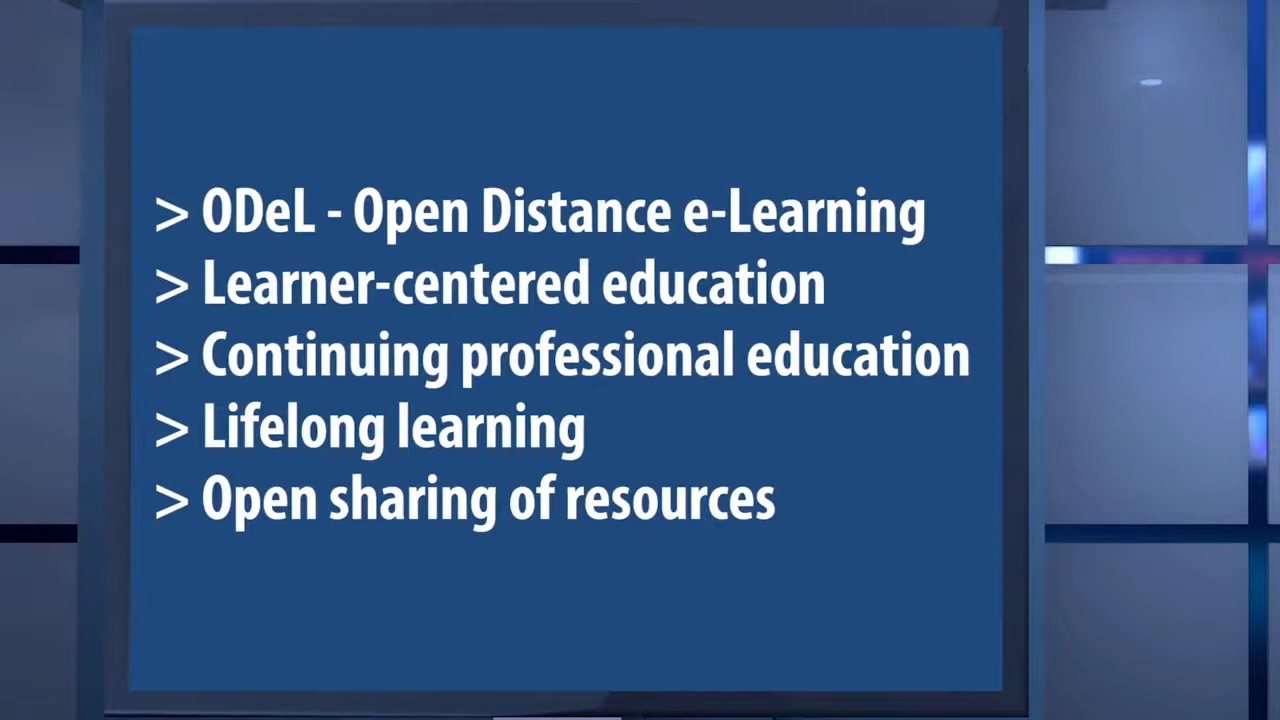 > ODeL - Open Distance e-Learning
> Learner-centered education
> Continuing professional education
> Lifelong learning
> Open sharing of resources